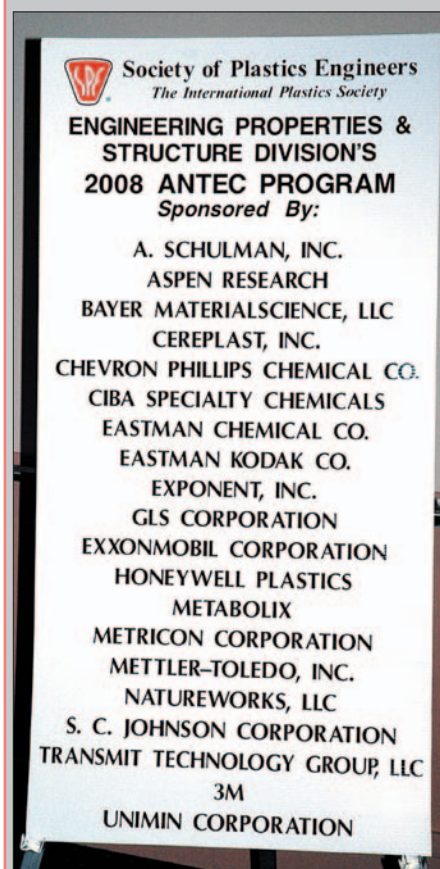 SPE
Society of Plastics Engineers
The International Plastics Society
ENGINEERING PROPERTIES &
STRUCTURE DIVISION'S
2008 ANTEC PROGRAM
Sponsored By:
A. SCHULMAN, INC.
ASPEN RESEARCH
BAYER MATERIALSCIENCE, LLC
CEREPLAST, INC.
CHEVRON PHILLIPS CHEMICAL CO.
CIBA SPECIALTY CHEMICALS
EASTMAN CHEMICAL CO.
EASTMAN KODAK CO.
EXPONENT, INC.
GLS CORPORATION
EXXONMOBIL CORPORATION
HONEYWELL PLASTICS
METABOLIX
METRICON CORPORATION
METTLER–TOLEDO, INC.
NATUREWORKS, LLC
S. C. JOHNSON CORPORATION
TRANSMIT TECHNOLOGY GROUP, LLC
3M
UNIMIN CORPORATION